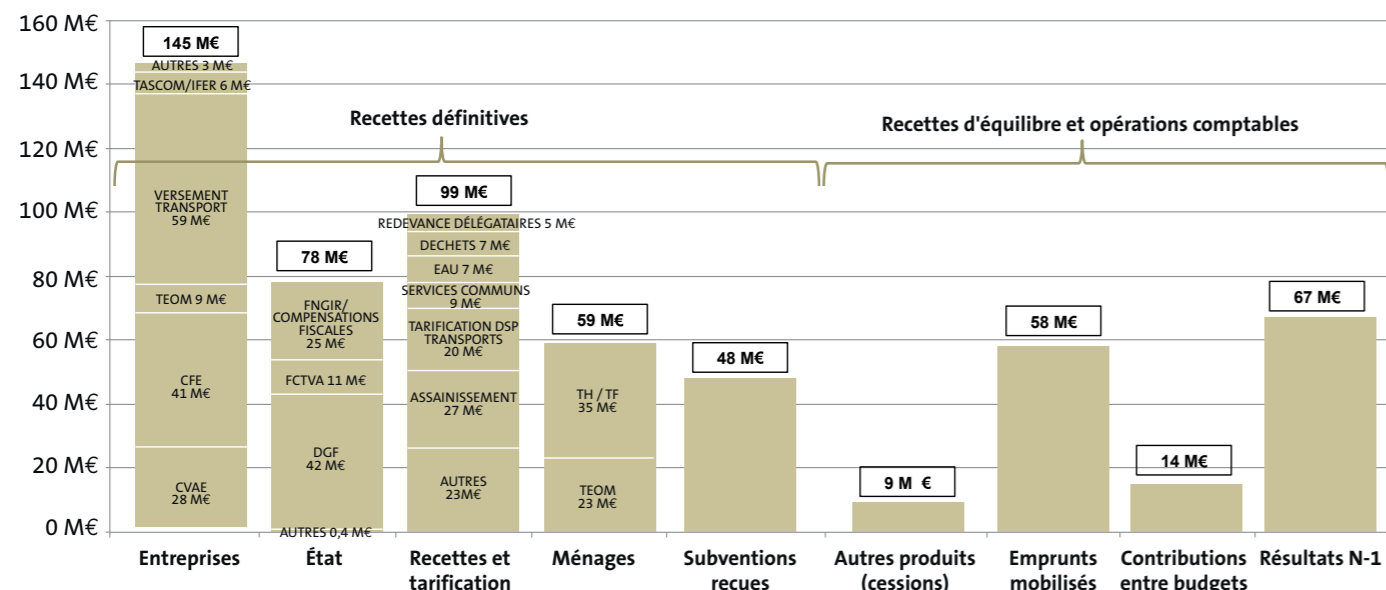 160 M€
140 M€
120 M€
100 M€
80 M€
60 M€
40 M€
20 M€
0 M€
Recettes définitives
Recettes d'équilibre et opérations comptables
145 M€
AUTRES 3 M€
TASCOM/IFER 6 M€
VERSEMENT
TRANSPORT
59 M€
TEOM 9 M€
CFE
41 M€
CVAE
28 M€
78 M€
FNGIR/
COMPENSATIONS
FISCALES
25 M€
FCTVA 11 M€
DGF
42 M€
AUTRES 0,4 M€
99 M€
REDEVANCE DÉLÉGATAIRES 5 M€
DECHETS 7 M€
EAU 7 M€
SERVICES COMMUNS
9 M€
TARIFICATION DSP
TRANSPORTS
20 M€
ASSAINISSEMENT
27 M€
AUTRES
23M€
59 M€
TH / TF
35 M€
TEOM
23 M€
48 M€
9 M €
58 M€
14 M€
67 M€
Entreprises
État
Recettes et
tarification
Ménages
Subventions
recues
Autres produits
(cessions)
Emprunts
mobilisés
Contributions
entre budgets
Résultats N-1